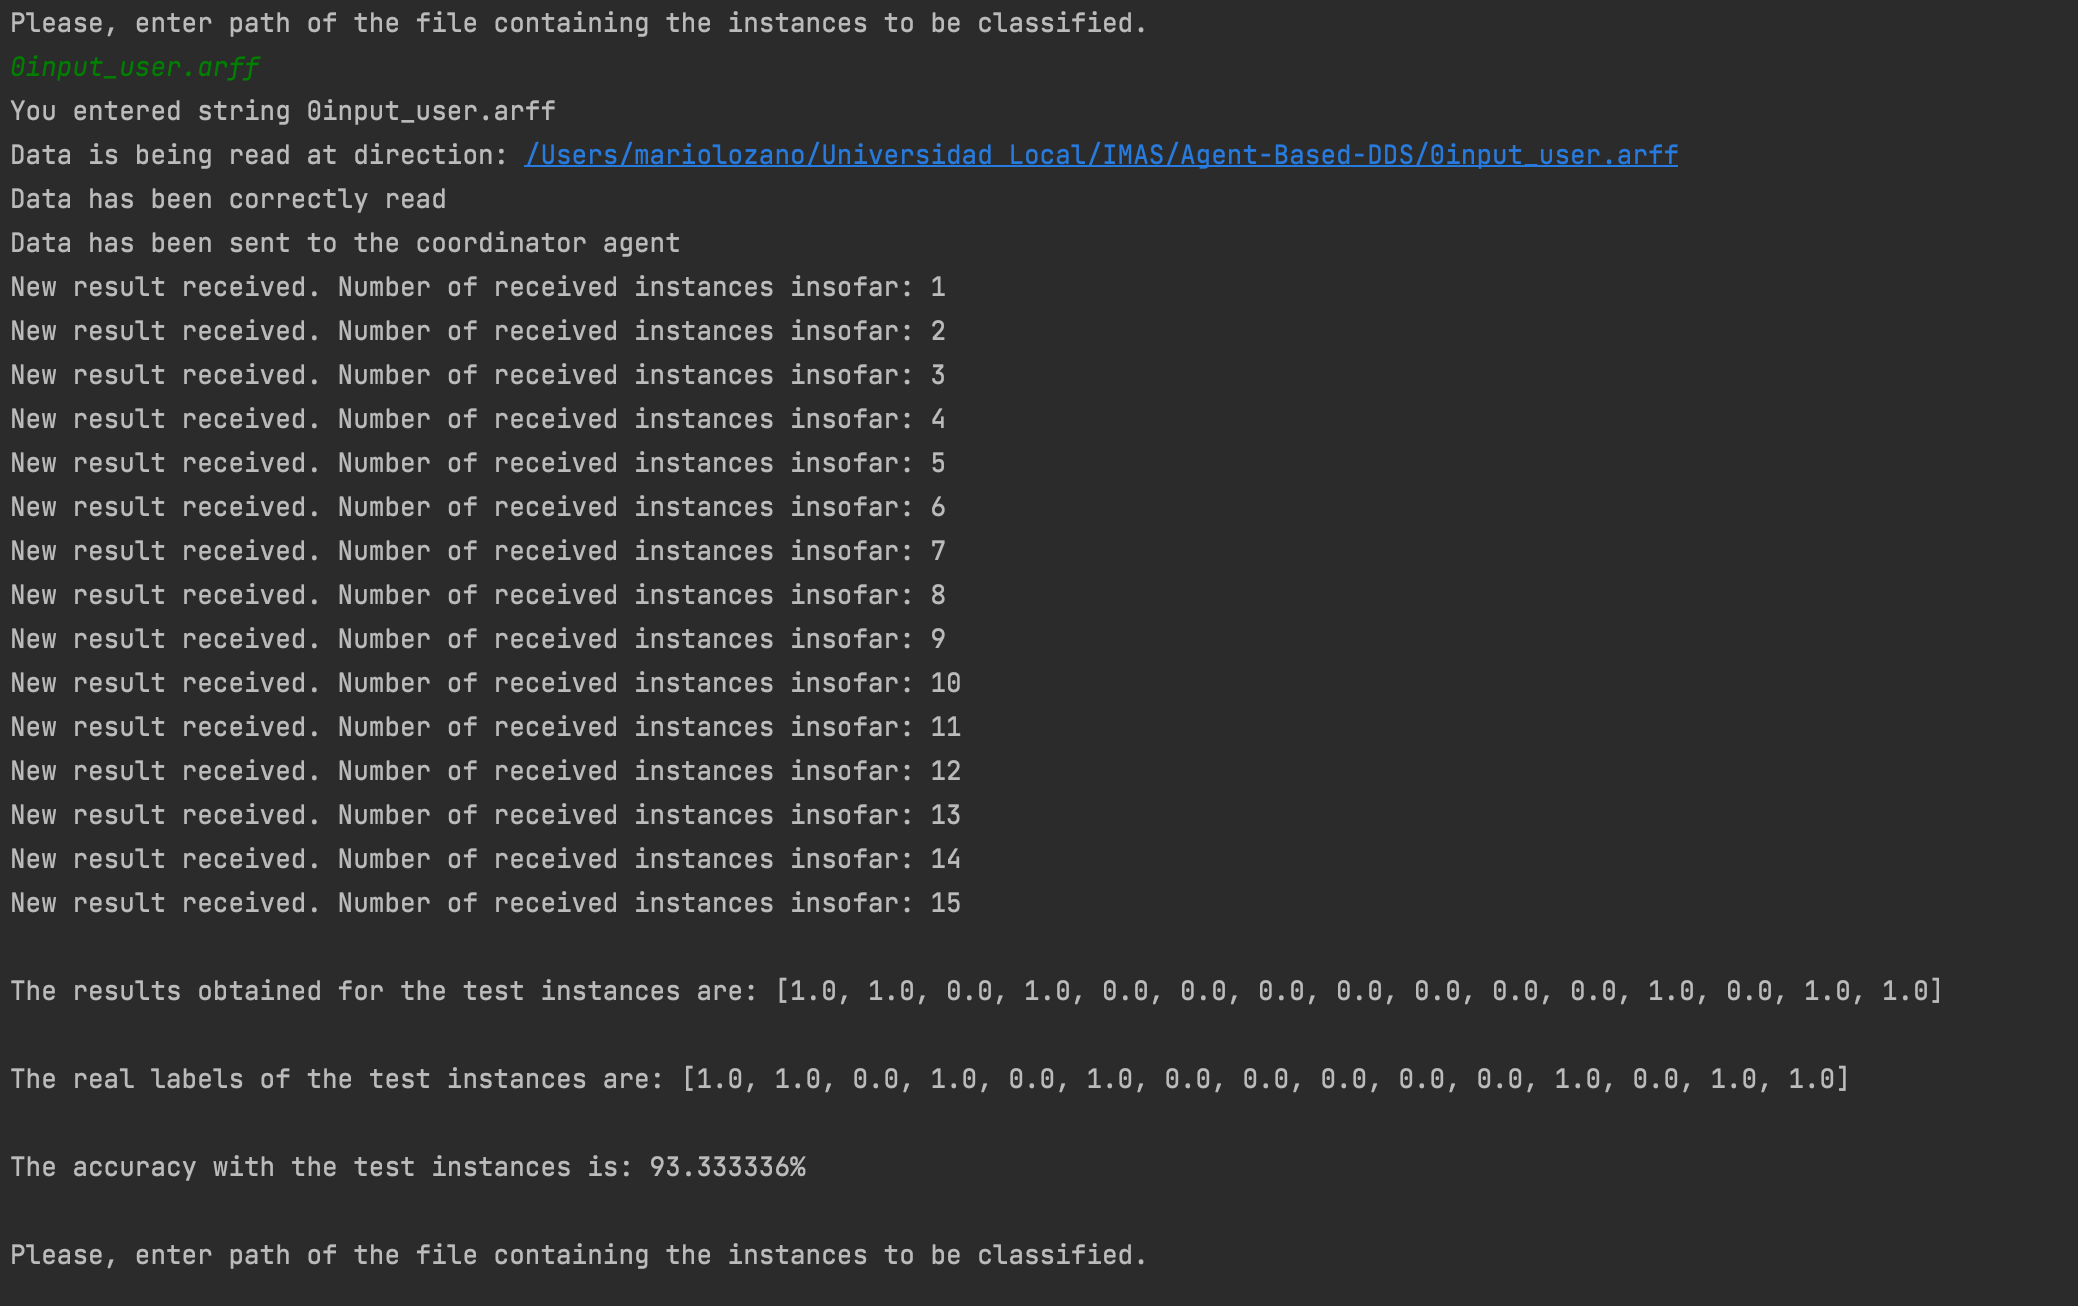 Please, enter path of the file containing the instances to be classified.
0input_user.arff
You entered string 0input_user.arff
Data is being read at direction: /Users/mariolozano/Universidad Local/IMAS/Agent-Based-DDS/0input_user.arff
Data has been correctly read
Data has been sent to the coordinator agent
New result received. Number of received instances insofar: 1
New result received. Number of received instances insofar: 2
New result received. Number of received instances insofar: 3
New result received. Number of received instances insofar: 4
New result received. Number of received instances insofar: 5
New result received. Number of received instances insofar: 6
New result received. Number of received instances insofar: 7
New result received. Number of received instances insofar: 8
New result received. Number of received instances insofar: 9
New result received. Number of received instances insofar: 10
New result received. Number of received instances insofar: 11
New result received. Number of received instances insofar: 12
New result received. Number of received instances insofar: 13
New result received. Number of received instances insofar: 14
New result received. Number of received instances insofar: 15
The results obtained for the test instances are: [1.0, 1.0, 0.0, 1.0, 0.0, 0.0, 0.0, 0.0, 0.0, 0.0, 0.0, 1.0, 0.0, 1.0, 1.0]
The real labels of the test instances are: [1.0, 1.0, 0.0, 1.0, 0.0, 1.0, 0.0, 0.0, 0.0, 0.0, 0.0, 1.0, 0.0, 1.0, 1.0]
The accuracy with the test instances is: 93.333336%
Please, enter path of the file containing the instances to be classified.